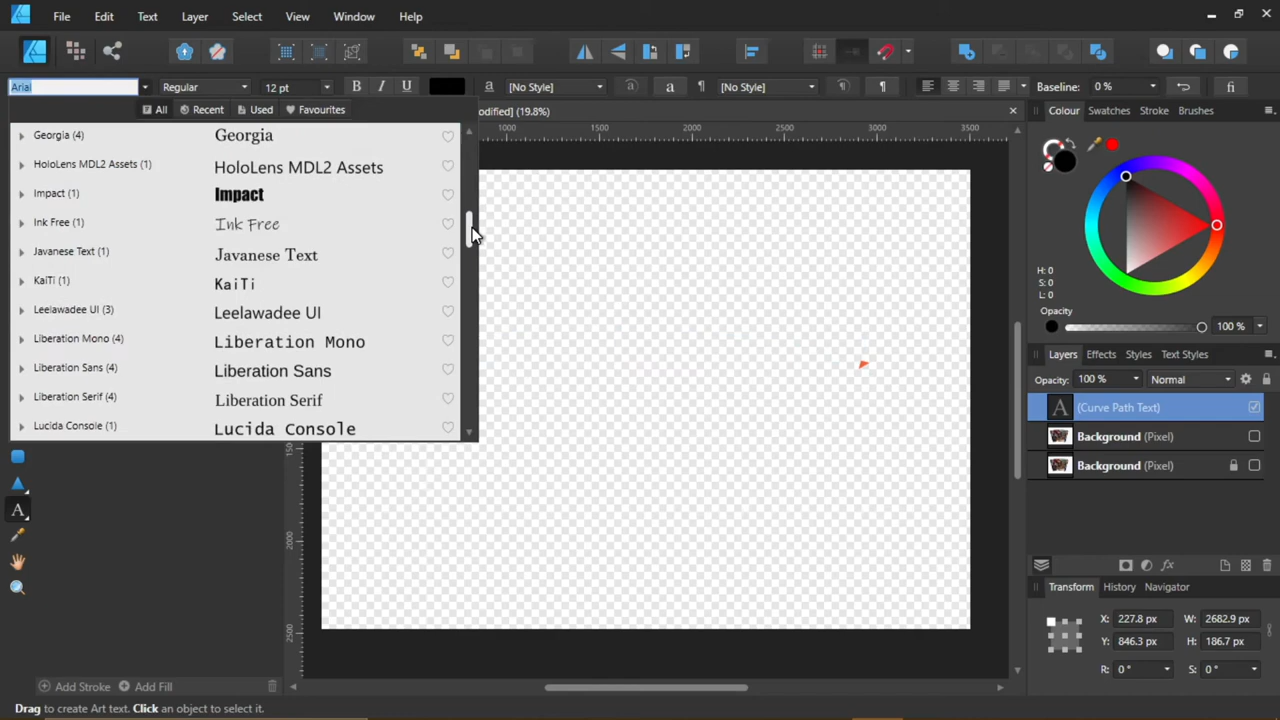 File Edit Text Layer Select View Window Help
Arial Regular 12 pt B I U a [No Style] a a ¶ [No Style] ¶ ¶ Baseline: 0 % fi
All Recent Used Favourites
odified] (19.8%)
Colour Swatches Stroke Brushes
1000 1500 2000 2500 3000 3500
Georgia (4) Georgia
HoloLens MDL2 Assets (1) HoloLens MDL2 Assets
Impact (1) Impact
Ink Free (1) Ink Free
Javanese Text (1) Javanese Text
KaiTi (1) KaiTi
Leelawadee UI (3) Leelawadee UI
Liberation Mono (4) Liberation Mono
Liberation Sans (4) Liberation Sans
Liberation Serif (4) Liberation Serif
Lucida Console (1) Lucida Console
1500
2000
2500
A
H: 0
S: 0
L: 0
Opacity
100 %
Layers Effects Styles Text Styles
Opacity: 100 % Normal
A (Curve Path Text)
Background (Pixel)
Background (Pixel)
fx
Transform History Navigator
X: 227.8 px W: 2682.9 px
Y: 846.3 px H: 186.7 px
R: 0 ° S: 0 °
Add Stroke Add Fill
Drag to create Art text. Click an object to select it.